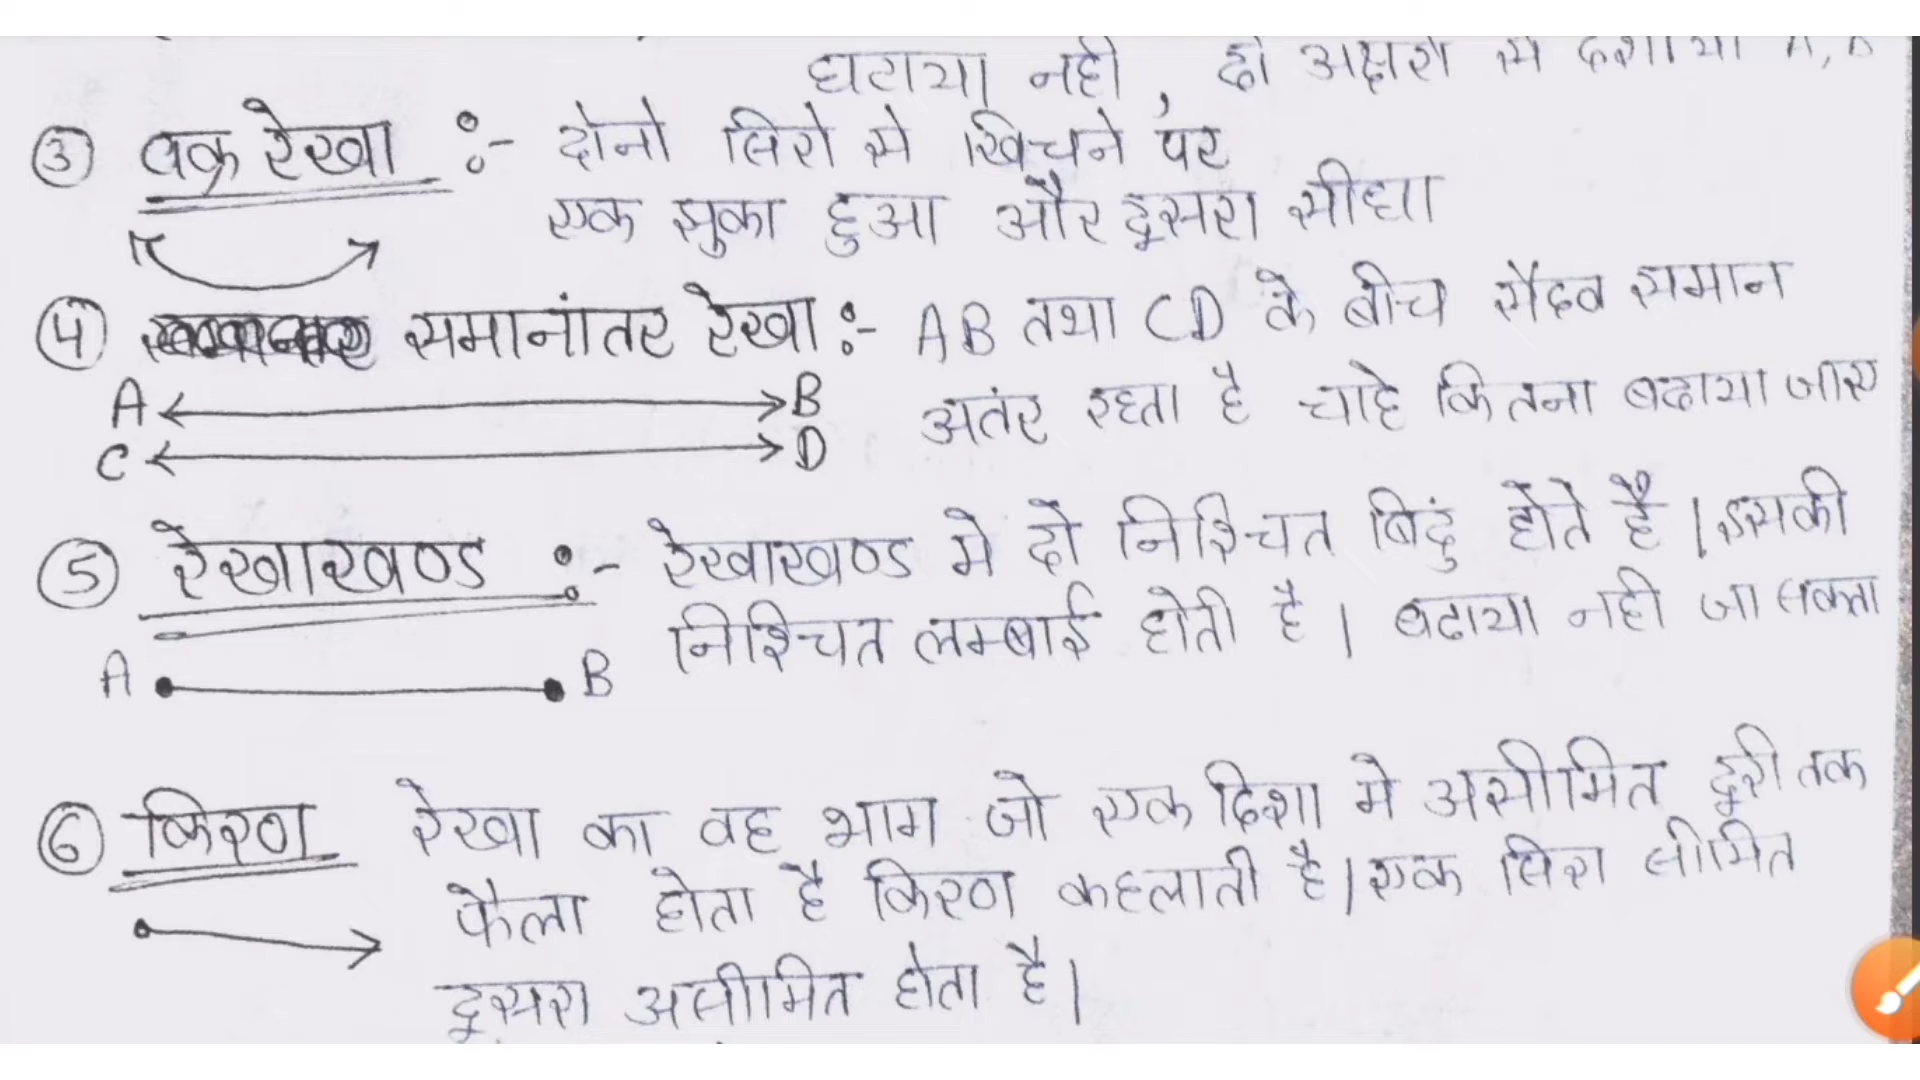 घटाया नही, दो अक्षरो से दर्शाया A, B
③ वक्र रेखा :- दोनो सिरो से खिचने पर
एक झुका हुआ और दूसरा सीधा
④ समानांतर रेखा :- AB तथा CD के बीच सैदव समान
A B अतंर रहता है चाहे कितना बढाया जाए
C D
⑤ रेखाखण्ड :- रेखाखण्ड मे दो निश्चित बिदुं होते है। इसकी
निश्चित लम्बाई होती है। बढाया नही जा सकता
A B
⑥ किरण रेखा का वह भाग जो एक दिशा मे असीमित दूरी तक
फैला होता है किरण कहलाती है। एक सिरा सीमित
दूसरा असीमित होता है।